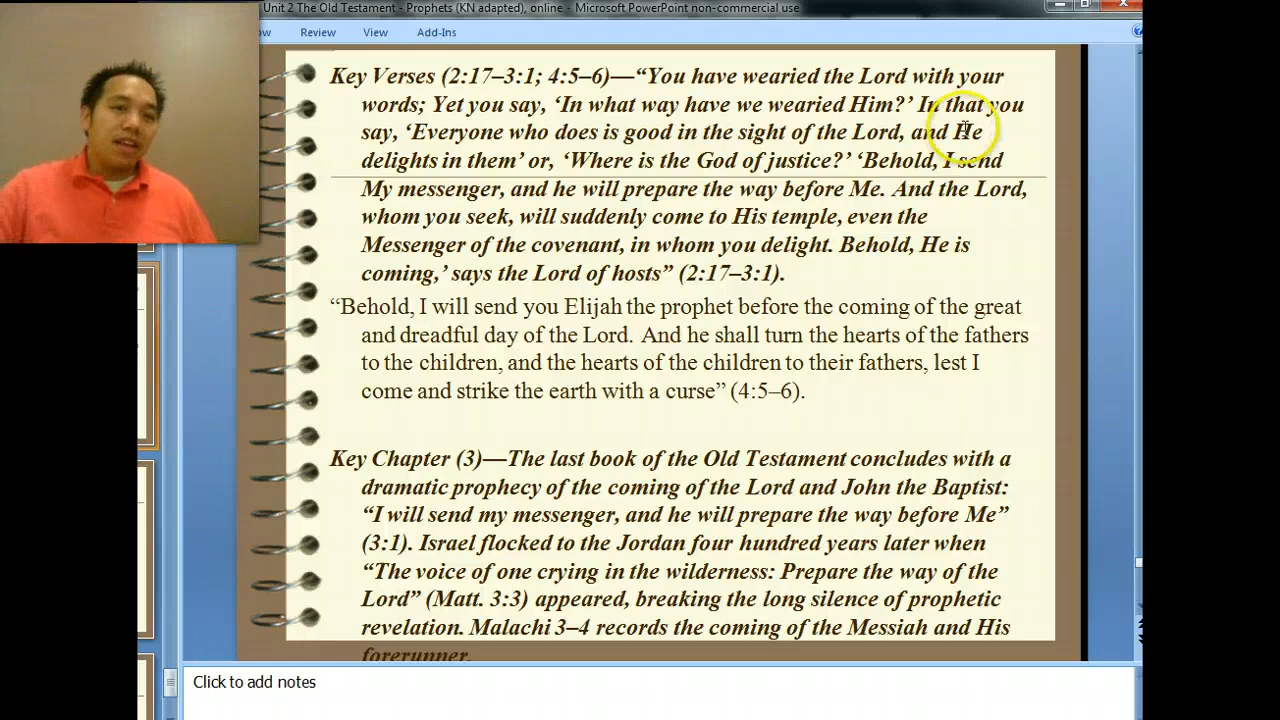 Unit 2 The Old Testament - Prophets (KN adapted), online - Microsoft PowerPoint non-commercial use
Review View Add-Ins
Key Verses (2:17–3:1; 4:5–6)—“You have wearied the Lord with your
words; Yet you say, ‘In what way have we wearied Him?’ In that you
say, ‘Everyone who does is good in the sight of the Lord, and He
delights in them’ or, ‘Where is the God of justice?’ ‘Behold, I send
My messenger, and he will prepare the way before Me. And the Lord,
whom you seek, will suddenly come to His temple, even the
Messenger of the covenant, in whom you delight. Behold, He is
coming,’ says the Lord of hosts” (2:17–3:1).
“Behold, I will send you Elijah the prophet before the coming of the great
and dreadful day of the Lord. And he shall turn the hearts of the fathers
to the children, and the hearts of the children to their fathers, lest I
come and strike the earth with a curse” (4:5–6).
Key Chapter (3)—The last book of the Old Testament concludes with a
dramatic prophecy of the coming of the Lord and John the Baptist:
“I will send my messenger, and he will prepare the way before Me”
(3:1). Israel flocked to the Jordan four hundred years later when
“The voice of one crying in the wilderness: Prepare the way of the
Lord” (Matt. 3:3) appeared, breaking the long silence of prophetic
revelation. Malachi 3–4 records the coming of the Messiah and His
forerunner.
Click to add notes